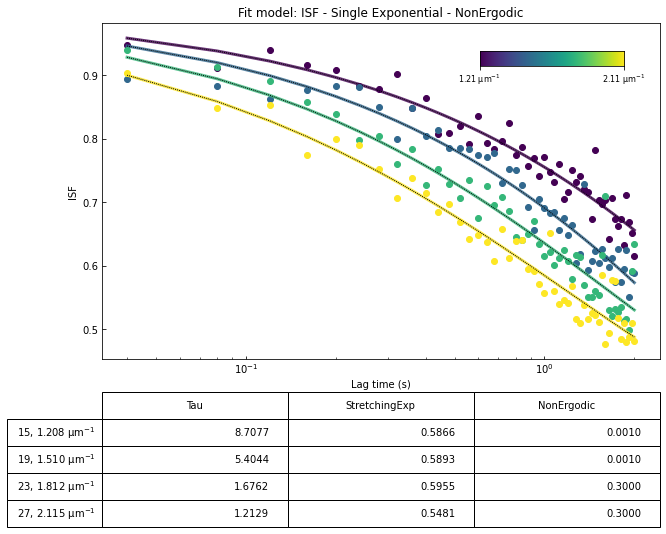 Fit model: ISF - Single Exponential - NonErgodic
1.21 μm⁻¹ 2.11 μm⁻¹
0.9
0.8
0.7
0.6
0.5
ISF
10⁻¹ 10⁰
Lag time (s)
Tau StretchingExp NonErgodic
15, 1.208 μm⁻¹ 8.7077 0.5866 0.0010
19, 1.510 μm⁻¹ 5.4044 0.5893 0.0010
23, 1.812 μm⁻¹ 1.6762 0.5955 0.3000
27, 2.115 μm⁻¹ 1.2129 0.5481 0.3000